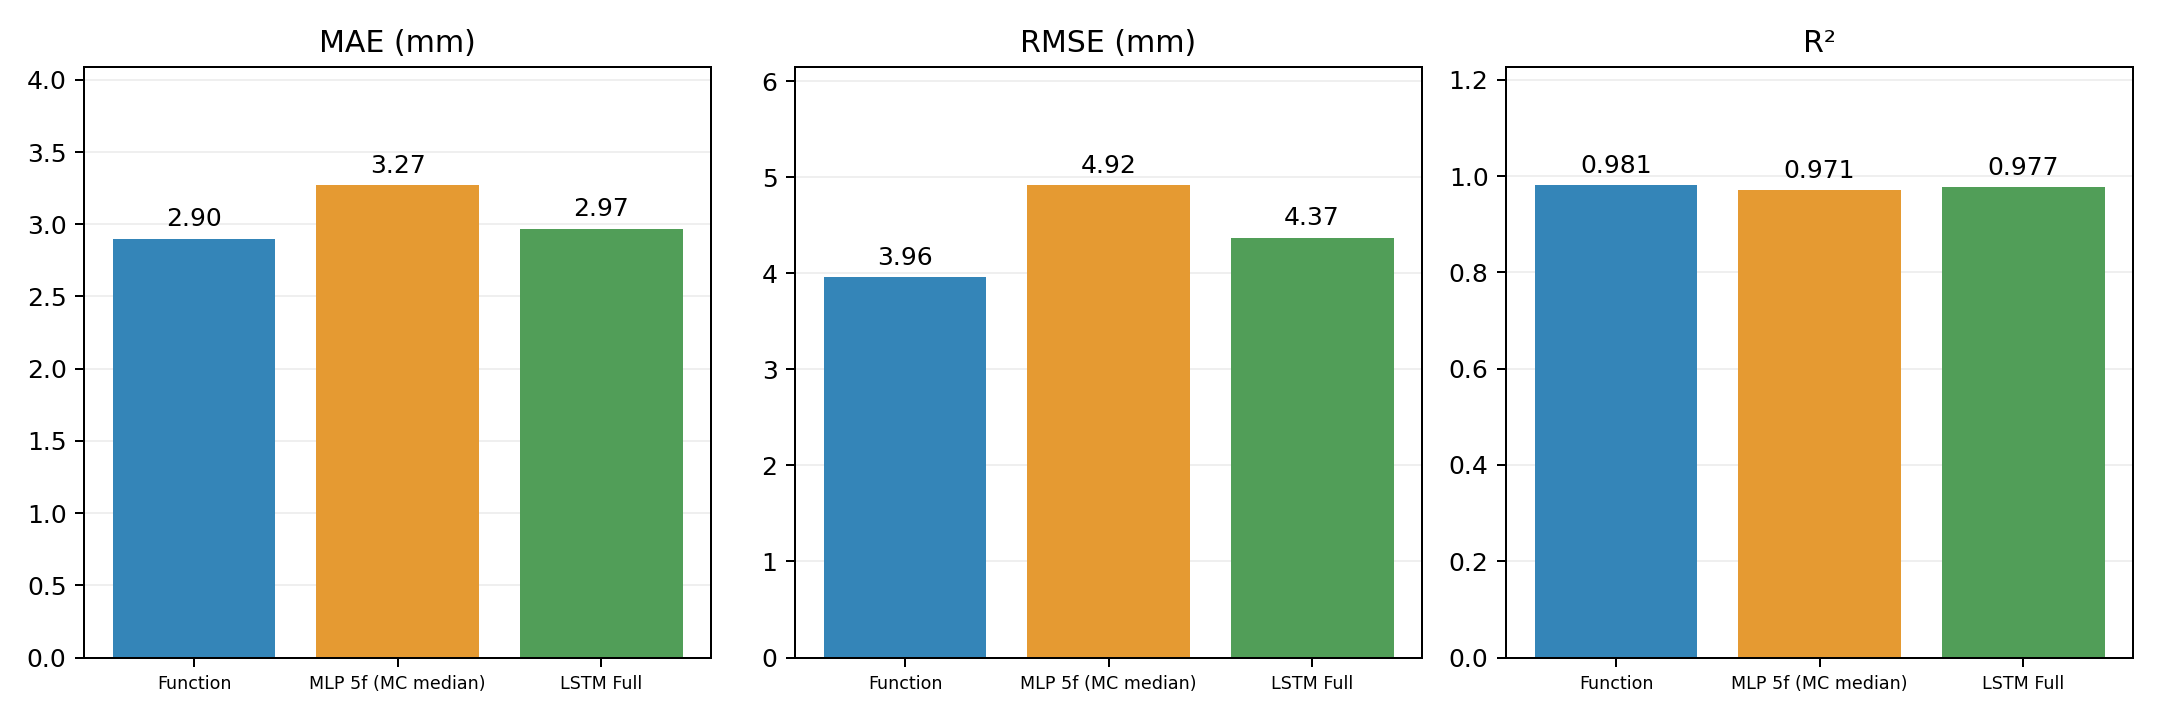 MAE (mm)
4.0
3.5
3.0
2.5
2.0
1.5
1.0
0.5
0.0
2.90
3.27
2.97
Function
MLP 5f (MC median)
LSTM Full
RMSE (mm)
6
5
4
3
2
1
0
3.96
4.92
4.37
Function
MLP 5f (MC median)
LSTM Full
R²
1.2
1.0
0.8
0.6
0.4
0.2
0.0
0.981
0.971
0.977
Function
MLP 5f (MC median)
LSTM Full